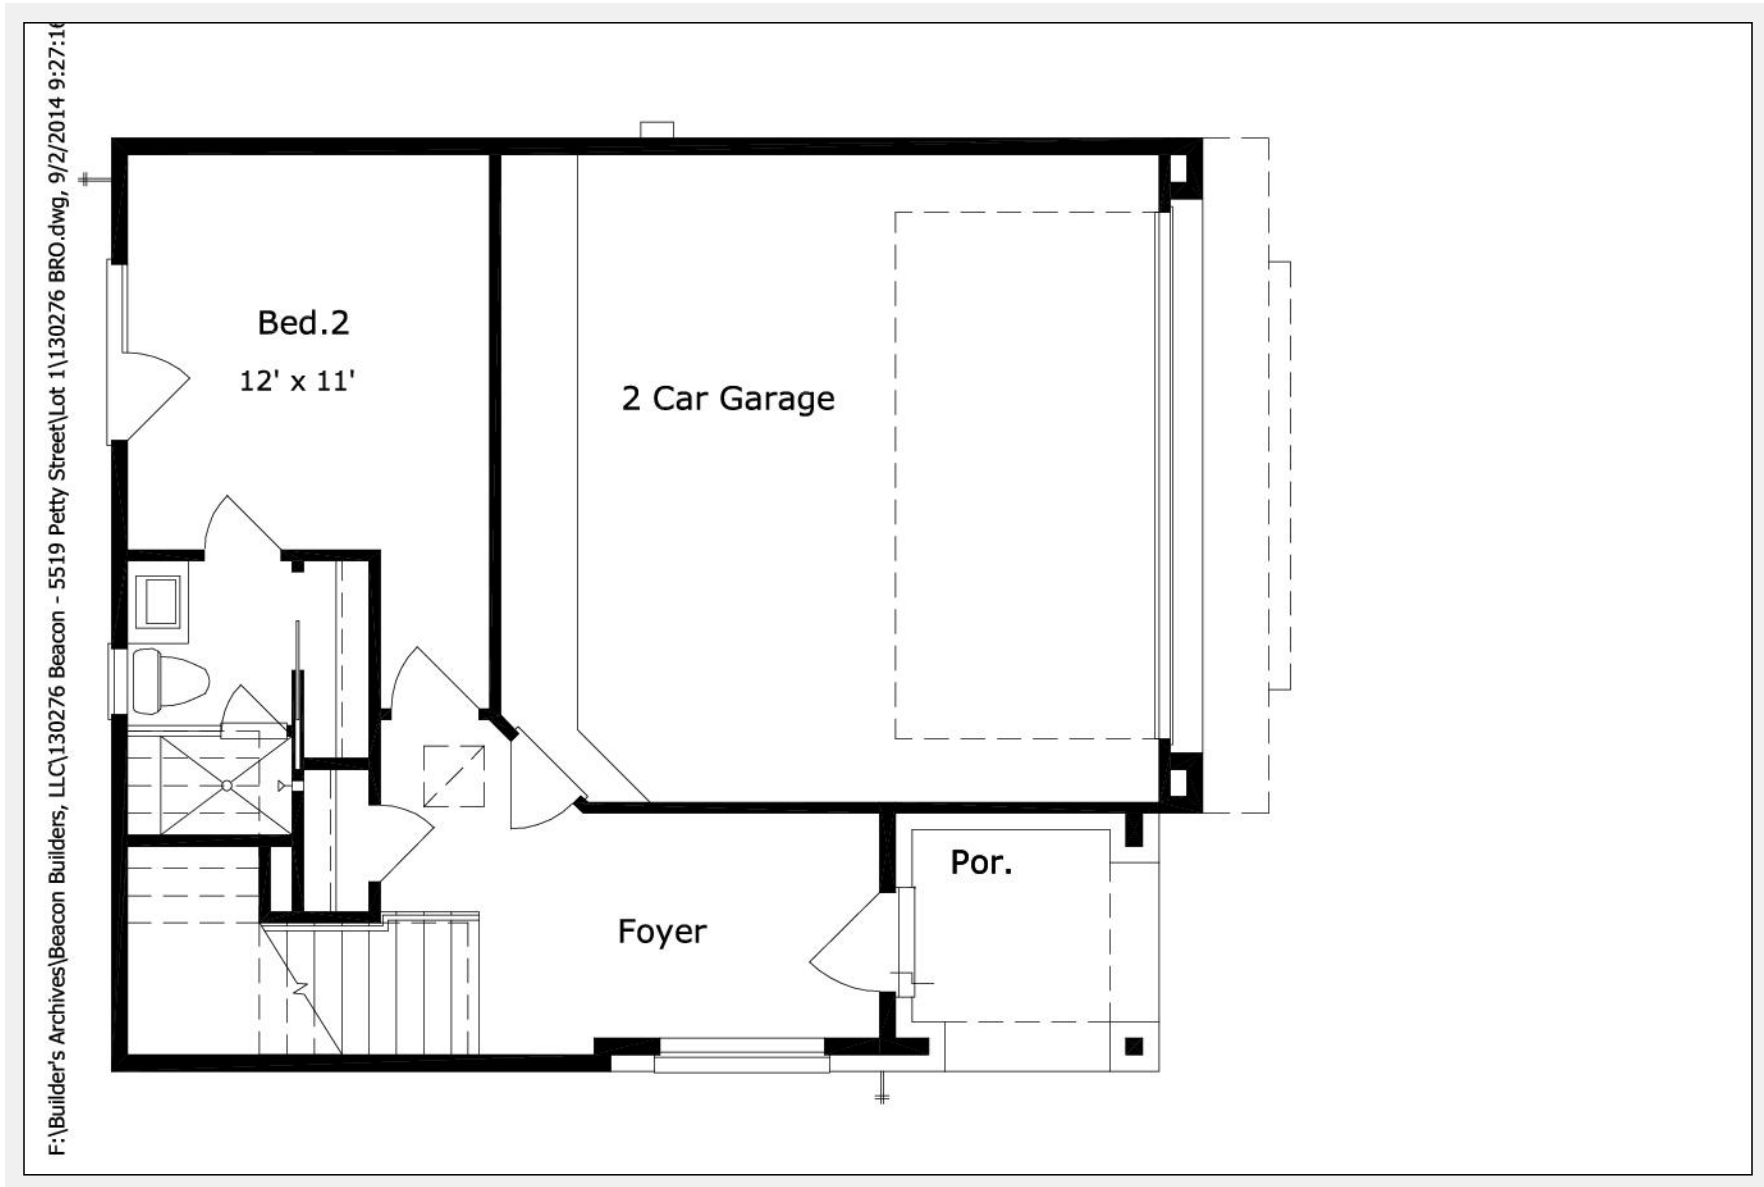 F:\Builder's Archives\Beacon Builders, LLC\130276 Beacon - 5519 Petty Street\Lot 1\130276 BRO.dwg, 9/2/2014 9:27:16
Bed.2
12' x 11'
2 Car Garage
Por.
Foyer